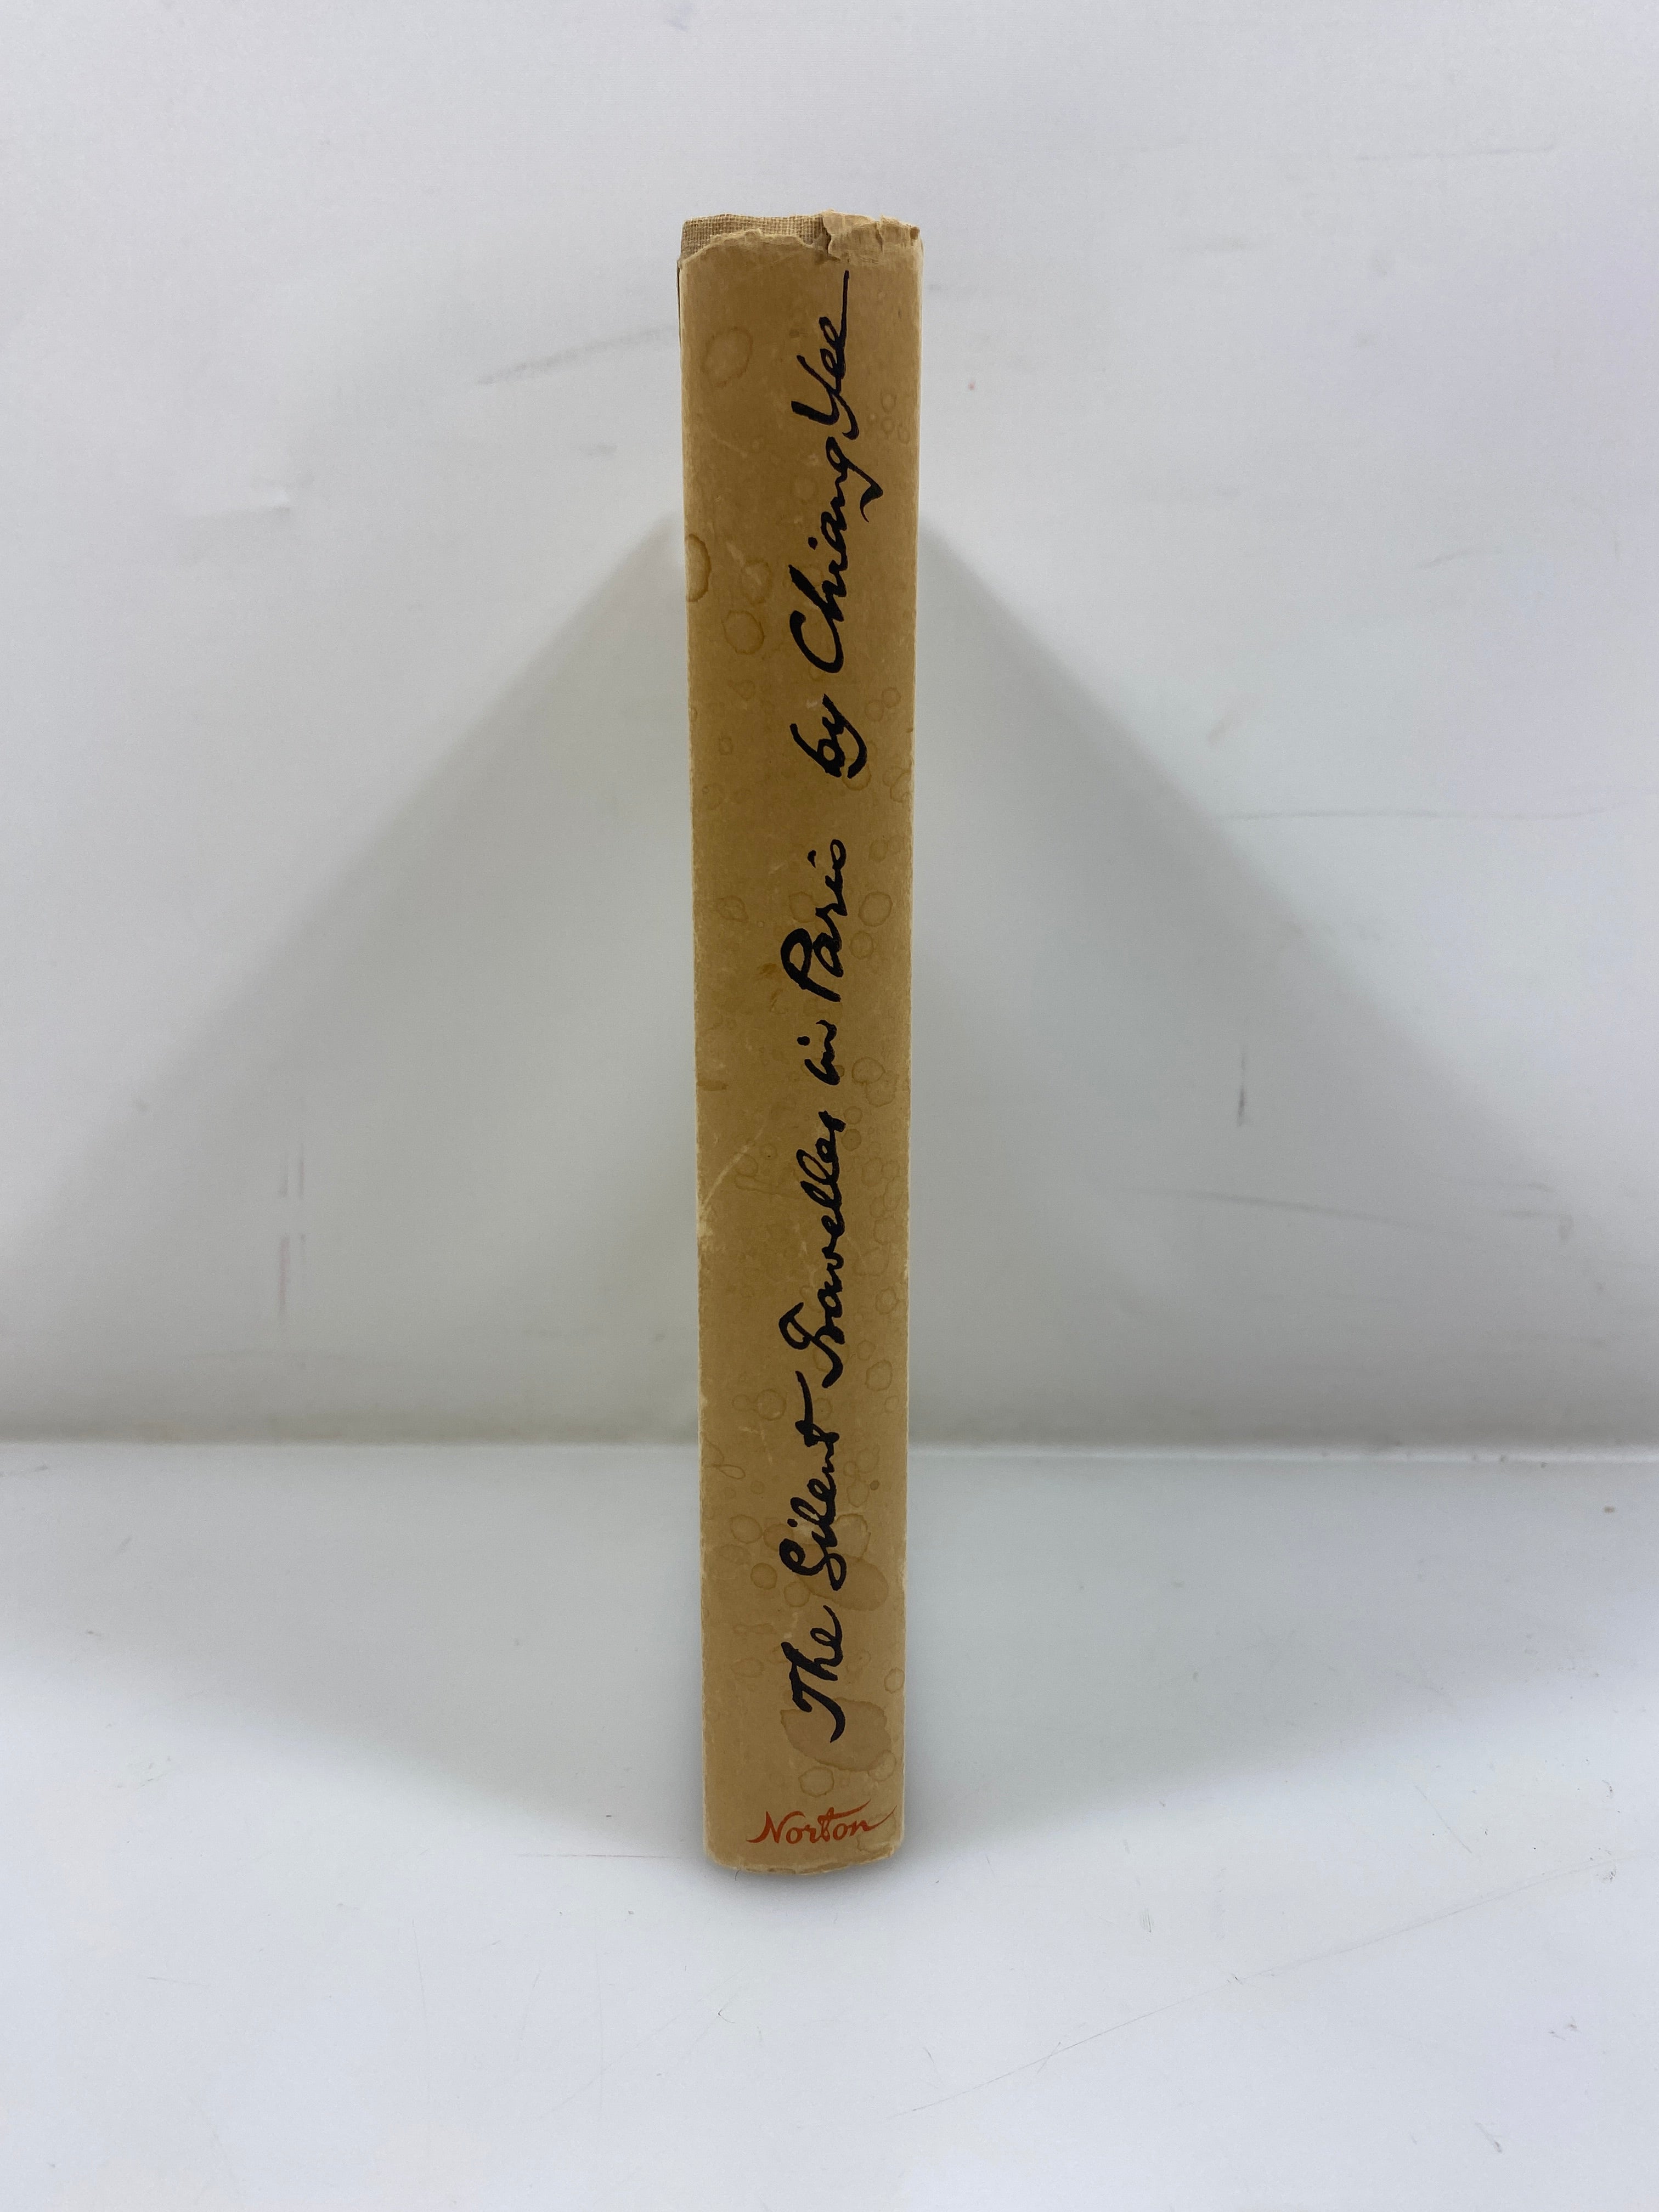 The Silent Traveller in Paris by Chiang Yee
Norton